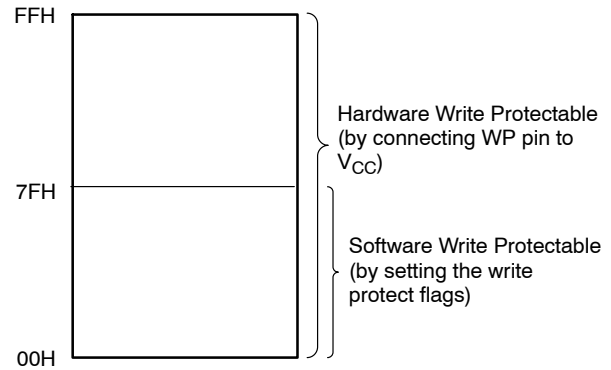 FFH
Hardware Write Protectable
(by connecting WP pin to
VCC)
7FH
Software Write Protectable
(by setting the write
protect flags)
00H